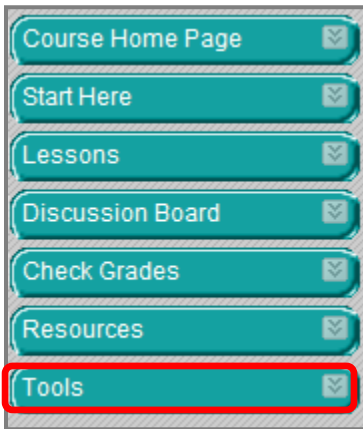 Course Home Page
Start Here
Lessons
Discussion Board
Check Grades
Resources
Tools